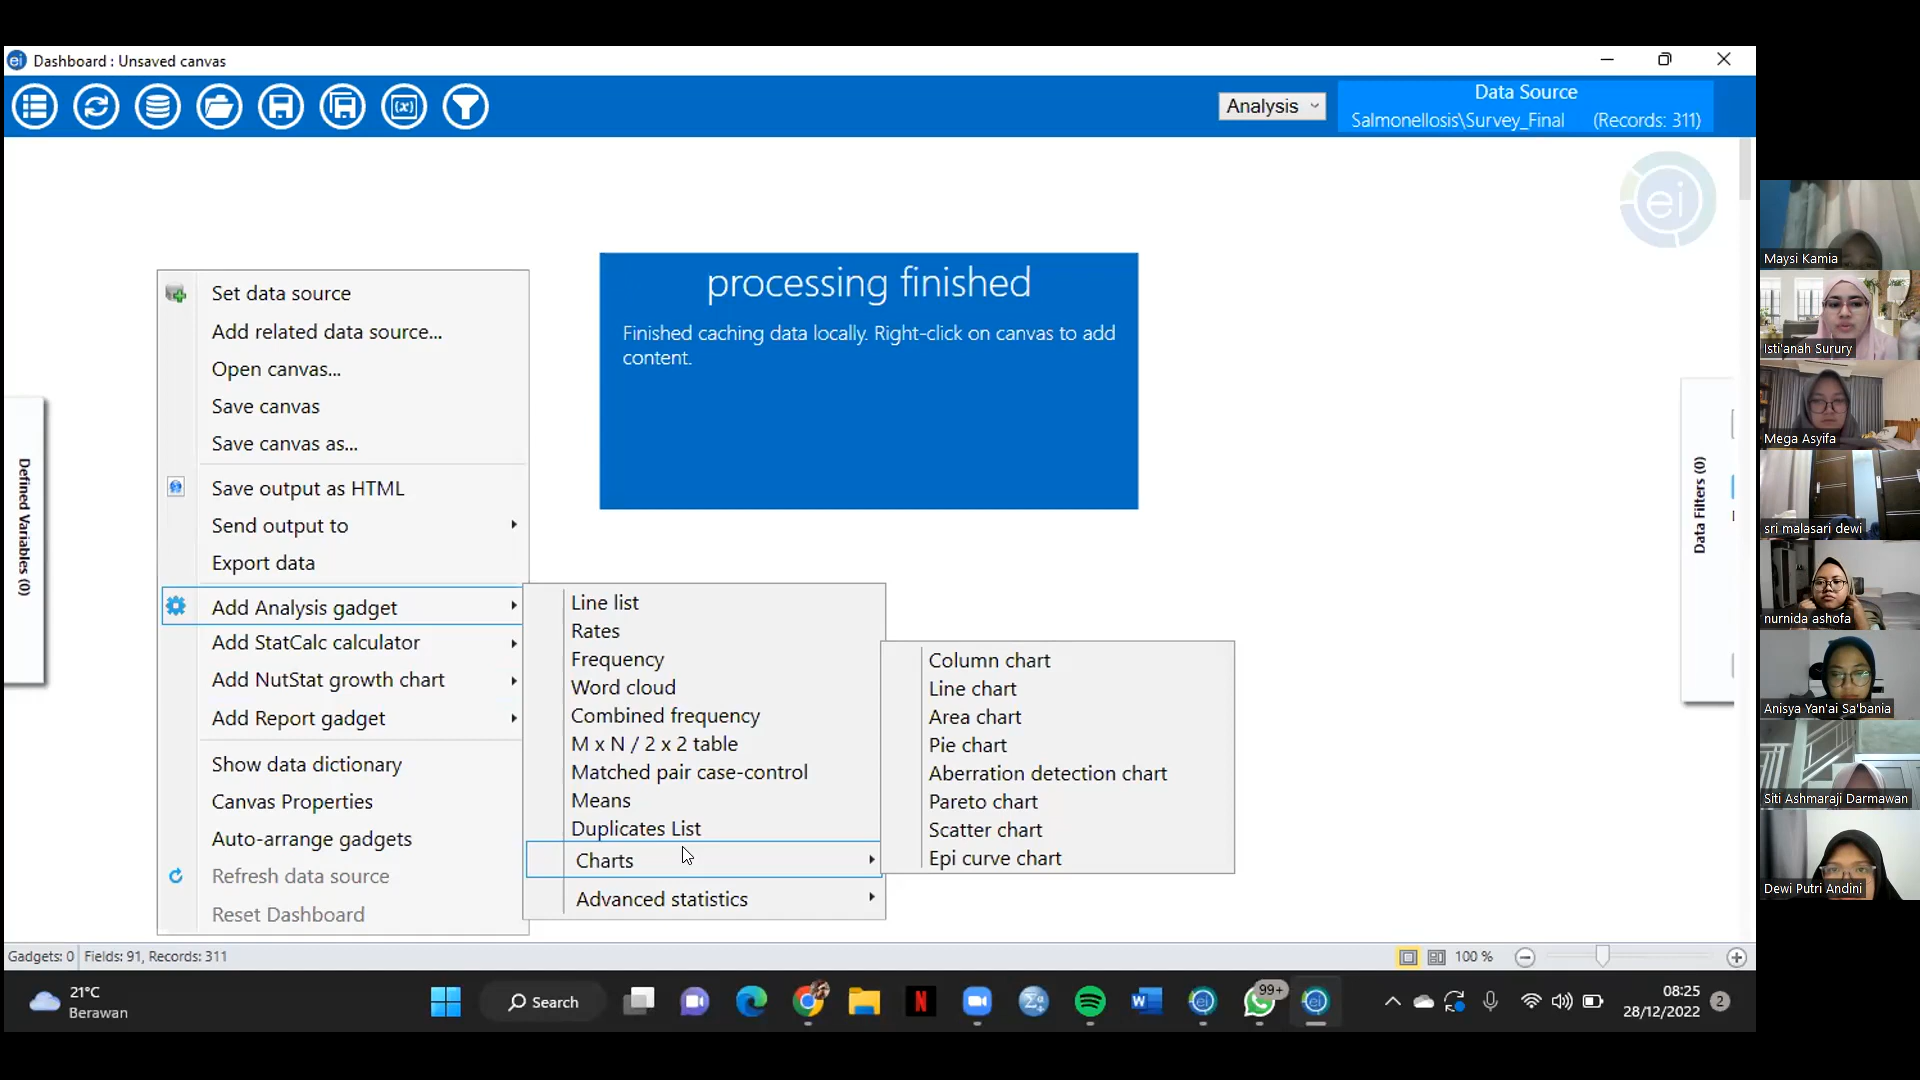 ei Dashboard : Unsaved canvas
Analysis
Data Source
Salmonellosis\Survey_Final (Records: 311)
ei
processing finished
Finished caching data locally. Right-click on canvas to add
content.
Defined Variables (0)
Data Filters (0)
Set data source
Add related data source...
Open canvas...
Save canvas
Save canvas as...
Save output as HTML
Send output to
Export data
Add Analysis gadget
Add StatCalc calculator
Add NutStat growth chart
Add Report gadget
Show data dictionary
Canvas Properties
Auto-arrange gadgets
Refresh data source
Reset Dashboard
Line list
Rates
Frequency
Word cloud
Combined frequency
M x N / 2 x 2 table
Matched pair case-control
Means
Duplicates List
Charts
Advanced statistics
Column chart
Line chart
Area chart
Pie chart
Aberration detection chart
Pareto chart
Scatter chart
Epi curve chart
Gadgets: 0 Fields: 91, Records: 311
100 %
21°C
Berawan
Search
99+
08:25
28/12/2022
2
Maysi Kamia
Isti'anah Surury
Mega Asyifa
sri malasari dewi
nurnida ashofa
Anisya Yan'ai Sa'bania
Siti Ashmaraji Darmawan
Dewi Putri Andini